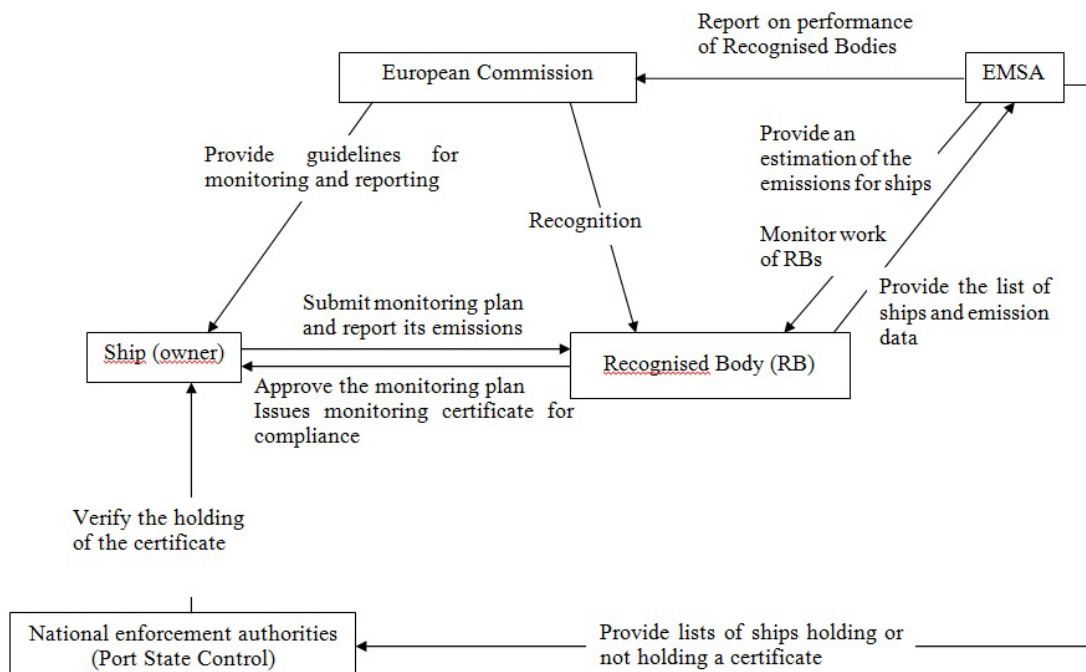 Report on performance
of Recognised Bodies
European Commission
EMSA
Provide guidelines for
monitoring and reporting
Provide an
estimation of the
emissions for ships
Recognition
Monitor work
of RBs
Provide the list of
ships and emission
data
Submit monitoring plan
and report its emissions
Ship (owner)
Recognised Body (RB)
Approve the monitoring plan
Issues monitoring certificate for
compliance
Verify the holding
of the certificate
National enforcement authorities
(Port State Control)
Provide lists of ships holding or
not holding a certificate